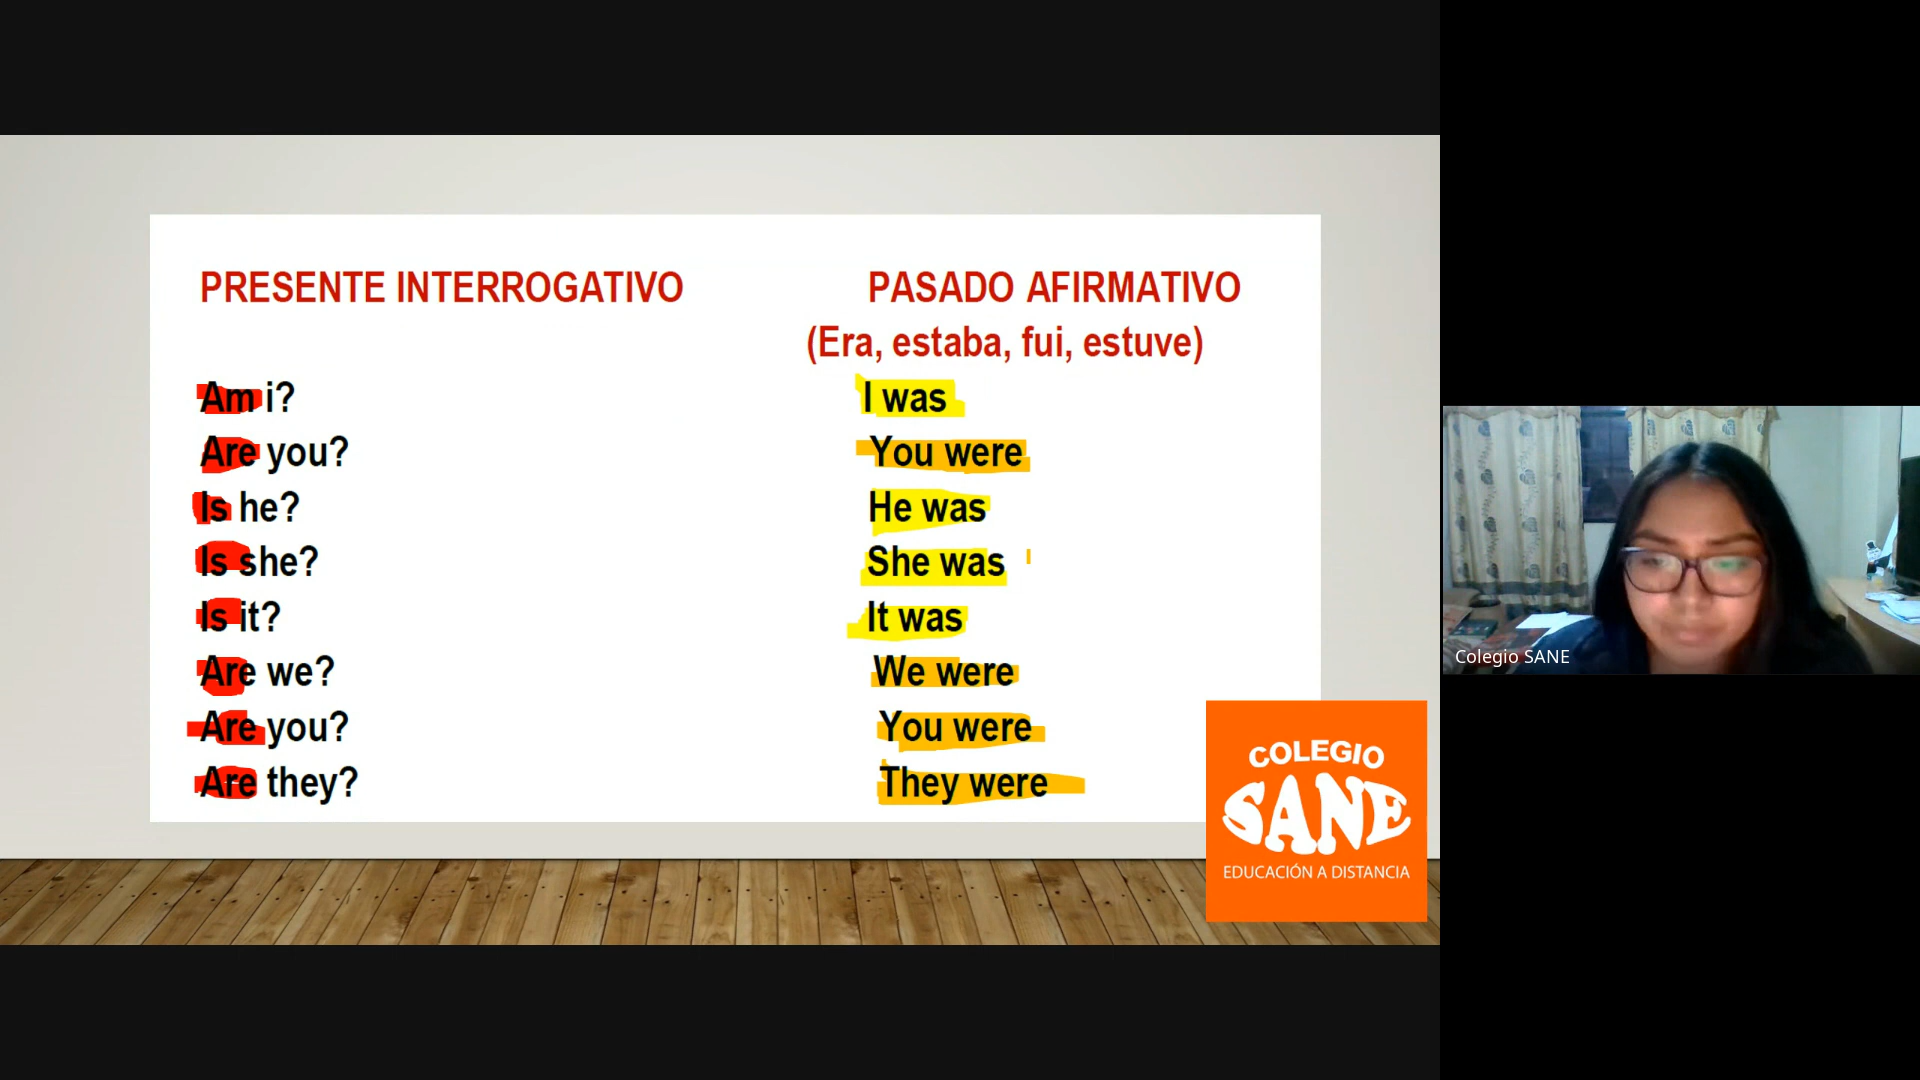 PRESENTE INTERROGATIVO
Am i?
Are you?
Is he?
Is she?
Is it?
Are we?
Are you?
Are they?
PASADO AFIRMATIVO
(Era, estaba, fui, estuve)
I was
You were
He was
She was
It was
We were
You were
They were
COLEGIO
SANE
EDUCACIÓN A DISTANCIA
Colegio SANE